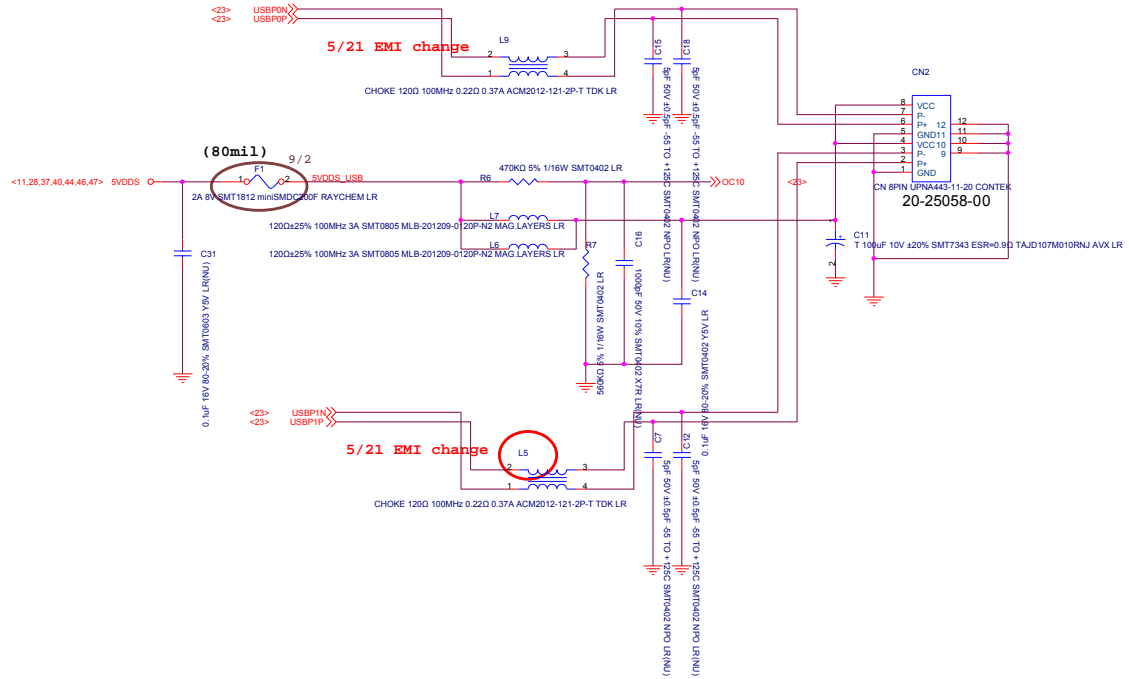 <23> USBP0N
<23> USBP0P
5/21 EMI change
L9
2 3
1 4
CHOKE 120Ω 100MHz 0.22Ω 0.37A ACM2012-121-2P-T TDK LR
C15
5pF 50V ±0.5pF -55 TO +125C SMT0402 NPO LR(NU)
C18
5pF 50V ±0.5pF -55 TO +125C SMT0402 NPO LR(NU)
CN2
8 VCC
7 P-
6 P+ 12 12
5 GND 11 11
4 VCC 10 10
3 P- 9 9
2 P+
1 GND
CN 8PIN UPNA443-11-20 CONTEK
20-25058-00
(80mil)
9/2
F1
<11,28,37,40,44,46,47> 5VDDS
1 2
5VDDS_USB
2A 8V SMT1812 miniSMDC200F RAYCHEM LR
470KΩ 5% 1/16W SMT0402 LR
R6
OC10
<23>
L7
120Ω±25% 100MHz 3A SMT0805 MLB-201209-0120P-N2 MAG.LAYERS LR
L6
120Ω±25% 100MHz 3A SMT0805 MLB-201209-0120P-N2 MAG.LAYERS LR
R7
560KΩ 5% 1/16W SMT0402 LR
C16
1000pF 50V 10% SMT0402 X7R LR(NU)
C14
0.1uF 16V 80-20% SMT0402 Y5V LR
1
+
C11
T 100uF 10V ±20% SMT7343 ESR=0.9Ω TAJD107M010RNJ AVX LR
2
C31
0.1uF 16V 80-20% SMT0603 Y5V LR(NU)
<23> USBP1N
<23> USBP1P
5/21 EMI change
L5
2 3
1 4
CHOKE 120Ω 100MHz 0.22Ω 0.37A ACM2012-121-2P-T TDK LR
C7
5pF 50V ±0.5pF -55 TO +125C SMT0402 NPO LR(NU)
C12
5pF 50V ±0.5pF -55 TO +125C SMT0402 NPO LR(NU)